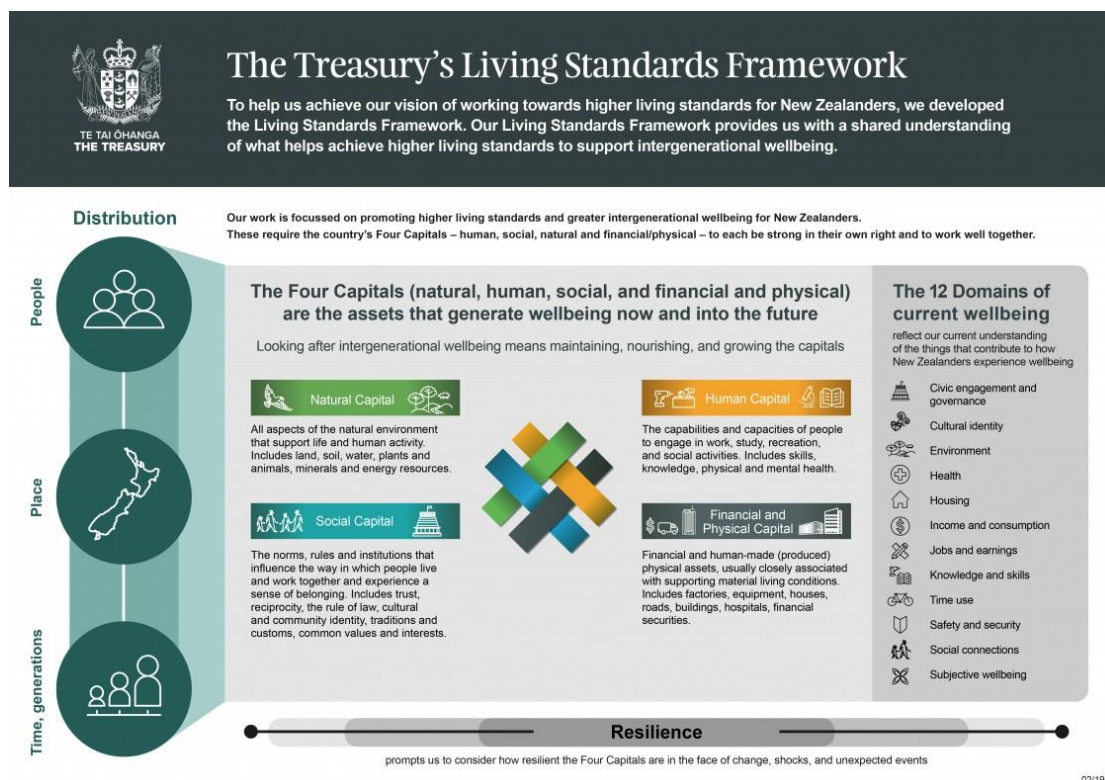 The Treasury's Living Standards Framework
To help us achieve our vision of working towards higher living standards for New Zealanders, we developed
the Living Standards Framework. Our Living Standards Framework provides us with a shared understanding
of what helps achieve higher living standards to support intergenerational wellbeing.
TE TAI ŌHANGA
THE TREASURY
Distribution
Our work is focussed on promoting higher living standards and greater intergenerational wellbeing for New Zealanders.
These require the country's Four Capitals – human, social, natural and financial/physical – to each be strong in their own right and to work well together.
People
Place
Time, generations
The Four Capitals (natural, human, social, and financial and physical)
are the assets that generate wellbeing now and into the future
Looking after intergenerational wellbeing means maintaining, nourishing, and growing the capitals
Natural Capital
All aspects of the natural environment
that support life and human activity.
Includes land, soil, water, plants and
animals, minerals and energy resources.
Human Capital
The capabilities and capacities of people
to engage in work, study, recreation,
and social activities. Includes skills,
knowledge, physical and mental health.
Social Capital
The norms, rules and institutions that
influence the way in which people live
and work together and experience a
sense of belonging. Includes trust,
reciprocity, the rule of law, cultural
and community identity, traditions and
customs, common values and interests.
Financial and
Physical Capital
Financial and human-made (produced)
physical assets, usually closely associated
with supporting material living conditions.
Includes factories, equipment, houses,
roads, buildings, hospitals, financial
securities.
The 12 Domains of
current wellbeing
reflect our current understanding
of the things that contribute to how
New Zealanders experience wellbeing
Civic engagement and
governance
Cultural identity
Environment
Health
Housing
Income and consumption
Jobs and earnings
Knowledge and skills
Time use
Safety and security
Social connections
Subjective wellbeing
Resilience
prompts us to consider how resilient the Four Capitals are in the face of change, shocks, and unexpected events
02/19